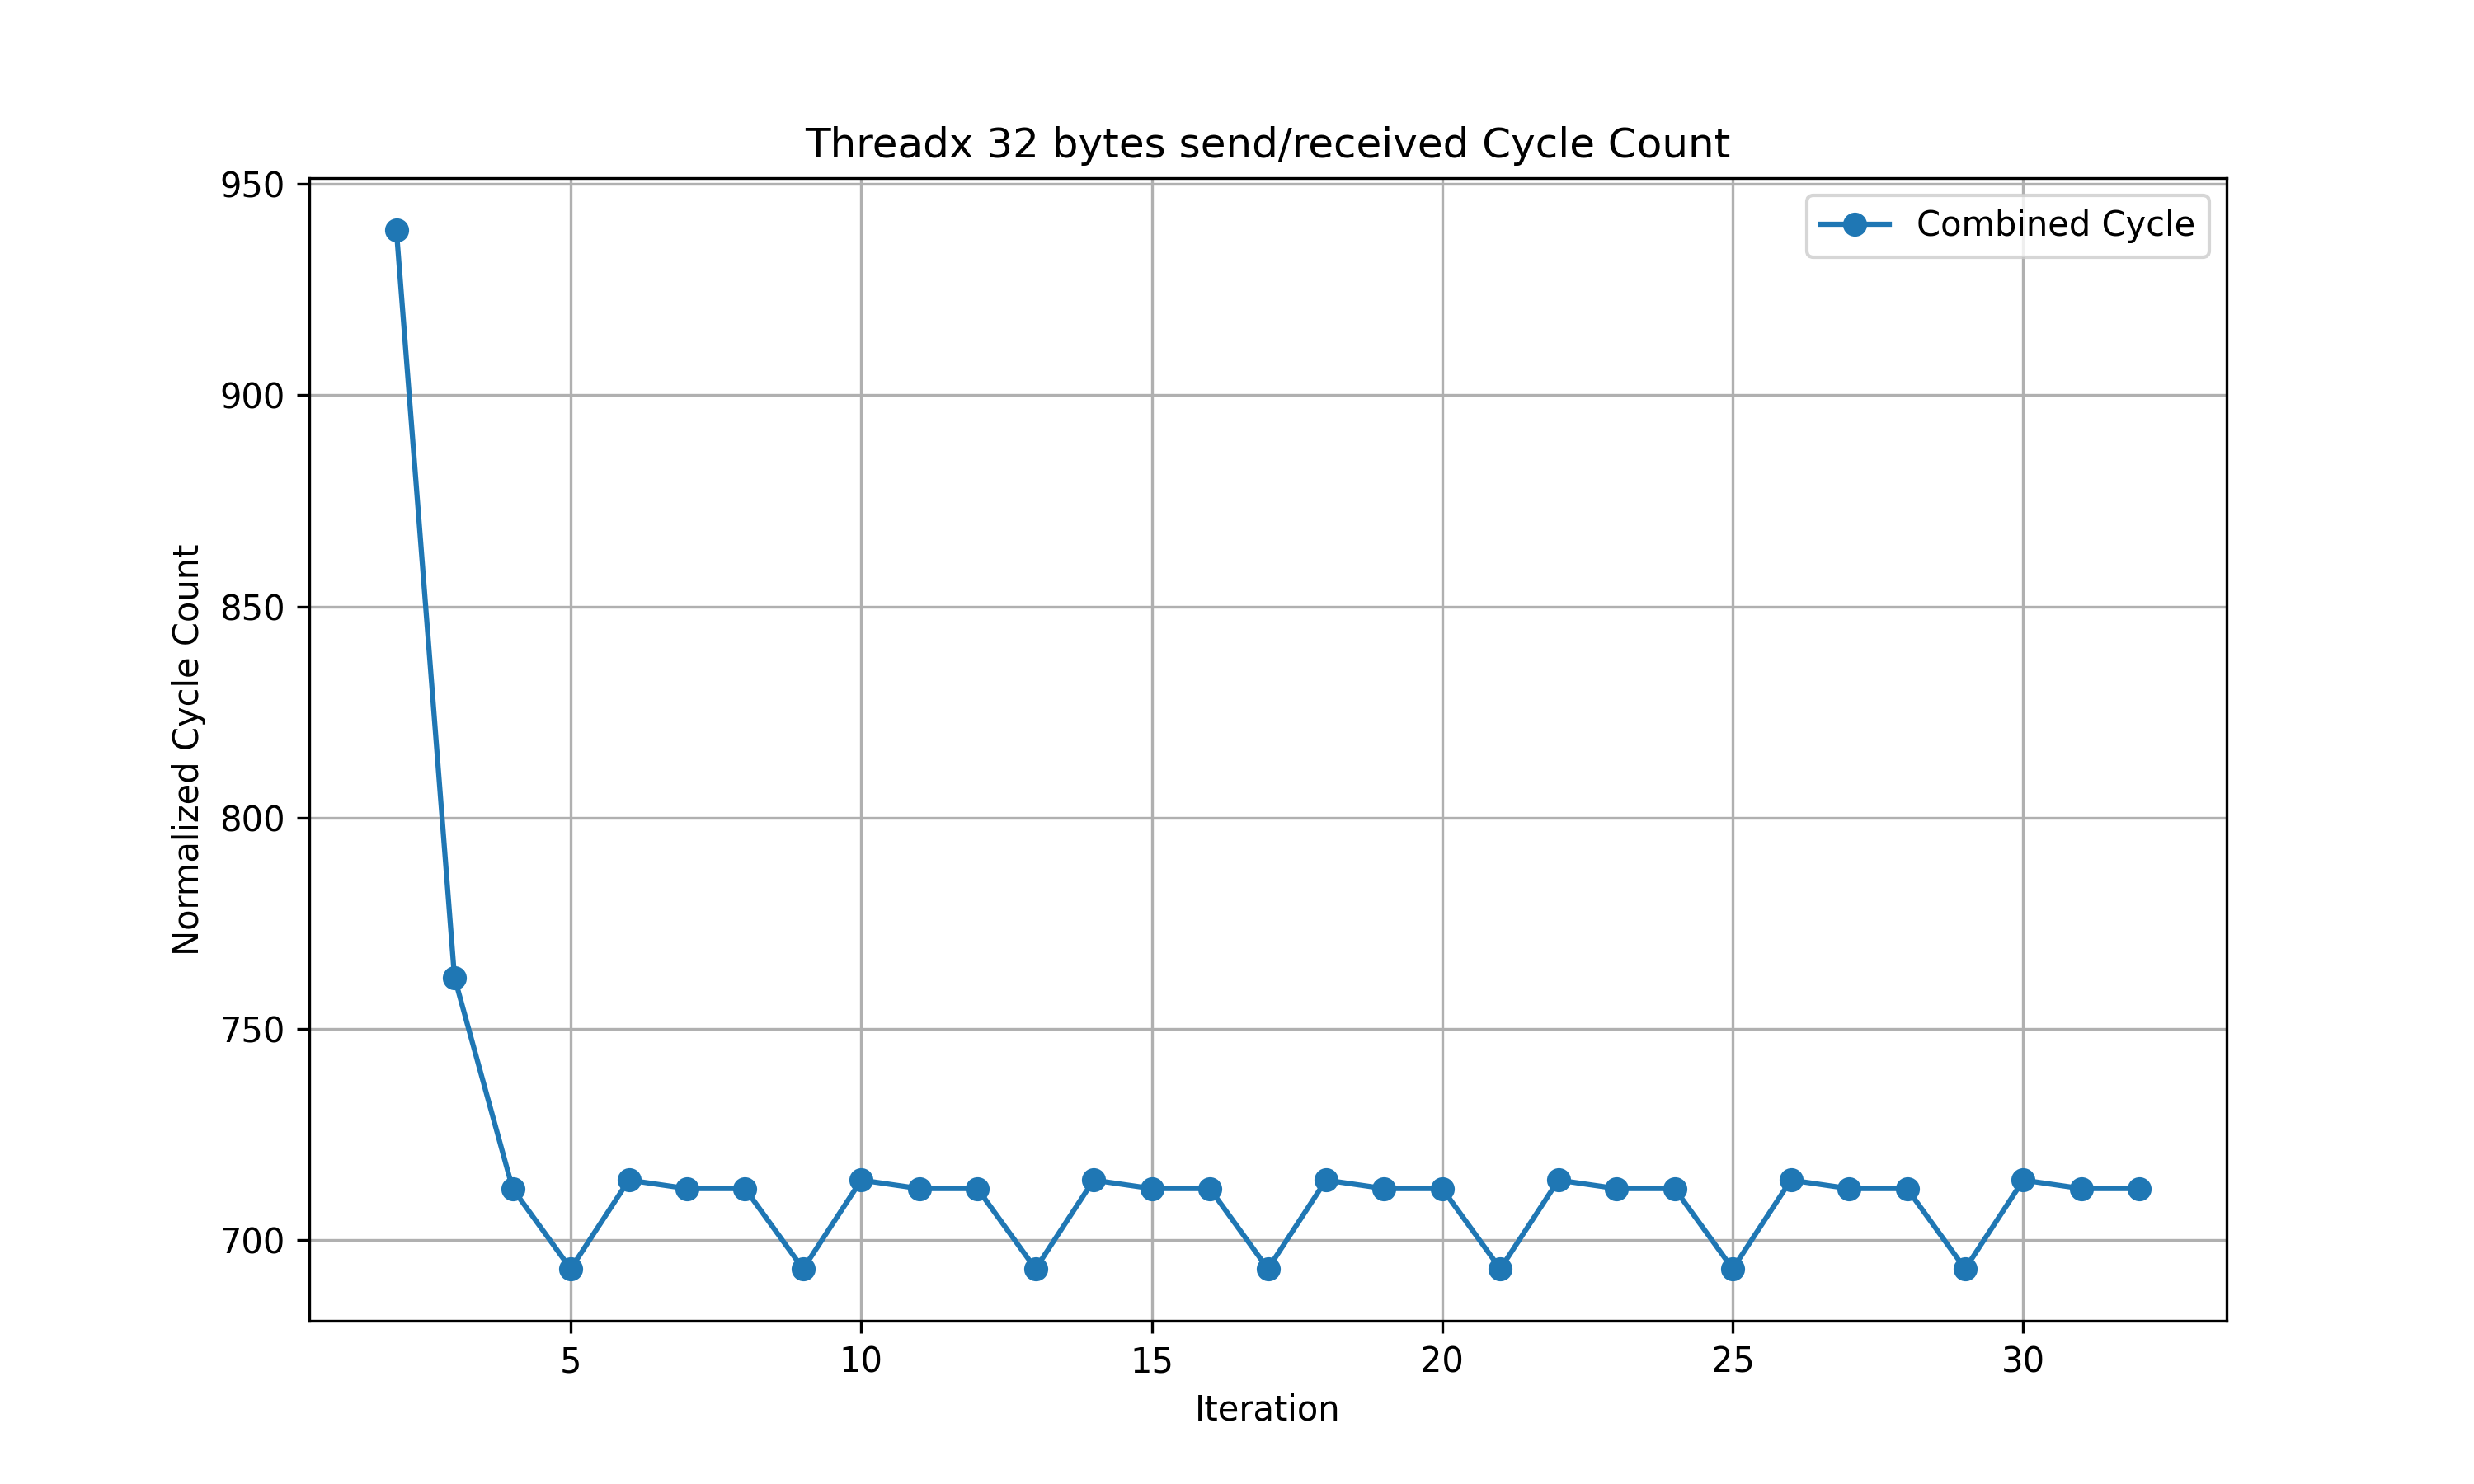 Threadx 32 bytes send/received Cycle Count
Combined Cycle
Normalized Cycle Count
950
900
850
800
750
700
5 10 15 20 25 30
Iteration